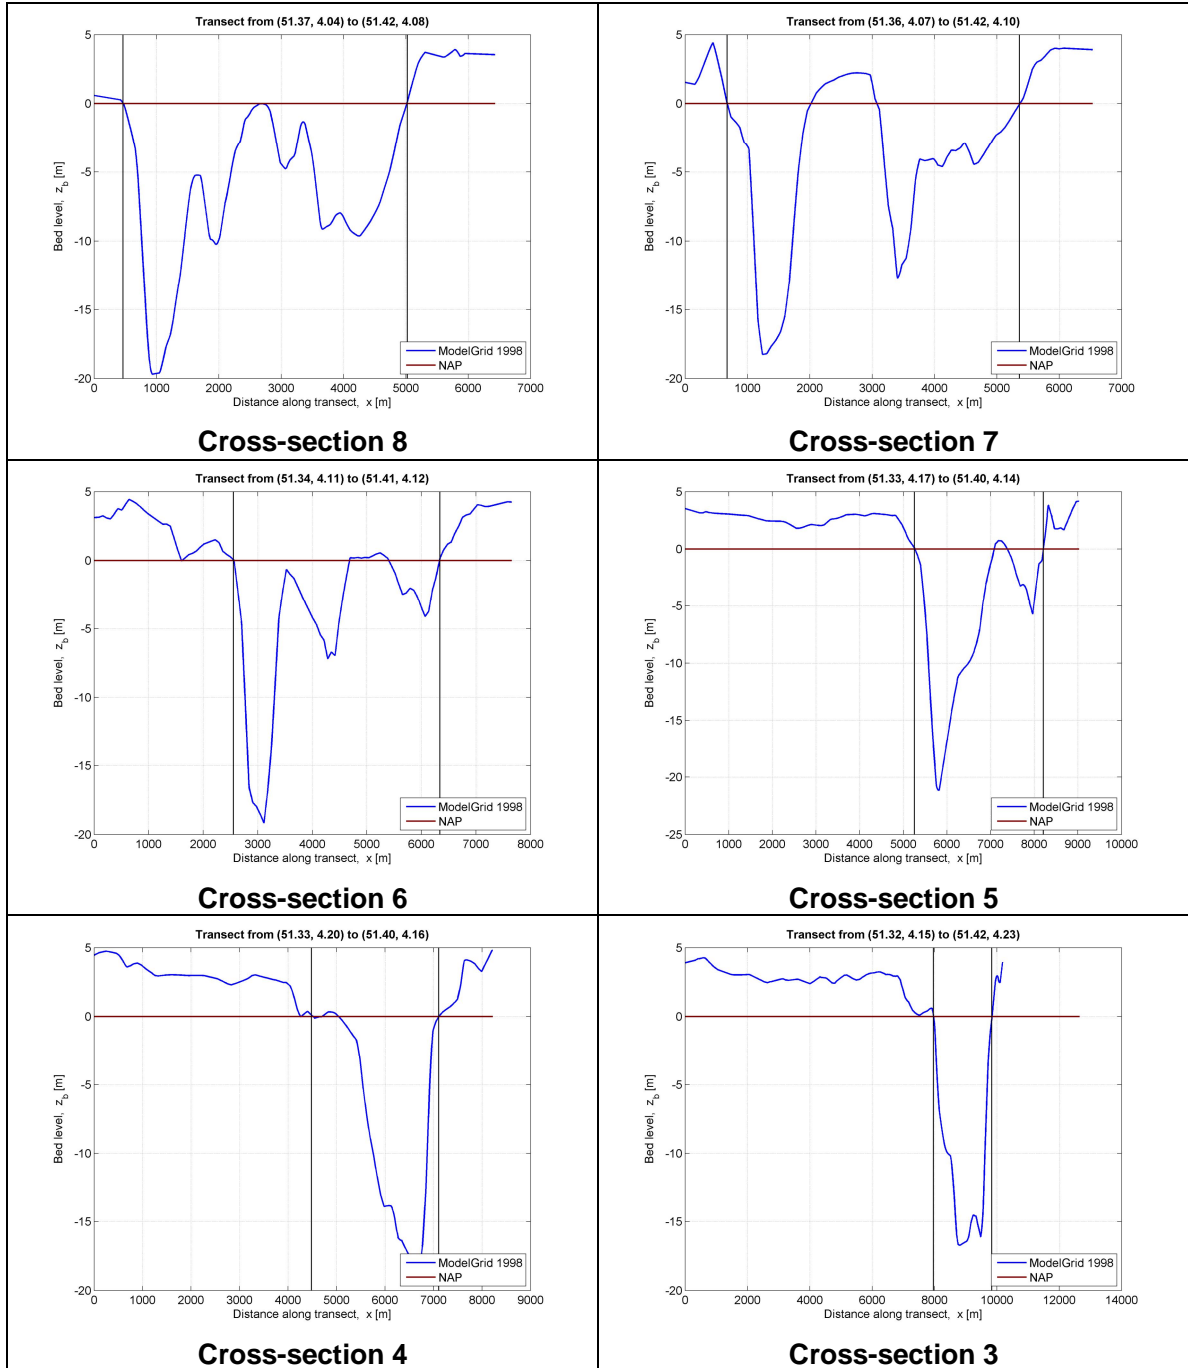 Transect from (51.37, 4.04) to (51.42, 4.08)
5
0
-5
-10
-15
-20
Bed level, z_b [m]
0 1000 2000 3000 4000 5000 6000 7000
Distance along transect, x [m]
ModelGrid 1998
NAP
Cross-section 8
Transect from (51.36, 4.07) to (51.42, 4.10)
5
0
-5
-10
-15
-20
Bed level, z_b [m]
0 1000 2000 3000 4000 5000 6000 7000
Distance along transect, x [m]
ModelGrid 1998
NAP
Cross-section 7
Transect from (51.34, 4.11) to (51.41, 4.12)
5
0
-5
-10
-15
-20
Bed level, z_b [m]
0 1000 2000 3000 4000 5000 6000 7000 8000
Distance along transect, x [m]
ModelGrid 1998
NAP
Cross-section 6
Transect from (51.33, 4.17) to (51.40, 4.14)
5
0
-5
-10
-15
-20
-25
Bed level, z_b [m]
0 1000 2000 3000 4000 5000 6000 7000 8000 9000 10000
Distance along transect, x [m]
ModelGrid 1998
NAP
Cross-section 5
Transect from (51.33, 4.20) to (51.40, 4.16)
5
0
-5
-10
-15
-20
Bed level, z_b [m]
0 1000 2000 3000 4000 5000 6000 7000 8000 9000
Distance along transect, x [m]
ModelGrid 1998
NAP
Cross-section 4
Transect from (51.32, 4.15) to (51.42, 4.23)
5
0
-5
-10
-15
-20
Bed level, z_b [m]
0 2000 4000 6000 8000 10000 12000 14000
Distance along transect, x [m]
ModelGrid 1998
NAP
Cross-section 3